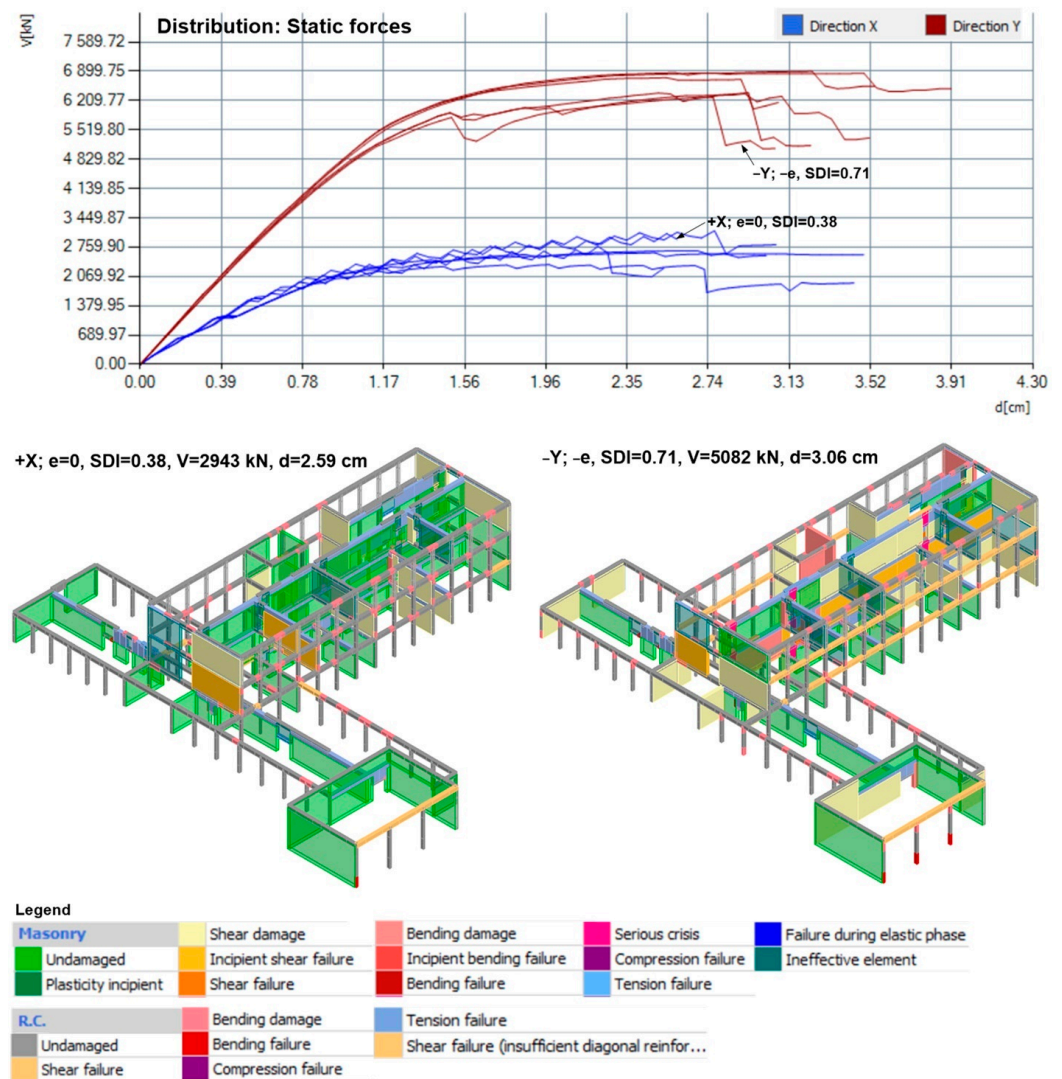 V[kN]
Distribution: Static forces
Direction X
Direction Y
7 589.72
6 899.75
6 209.77
5 519.80
4 829.82
4 139.85
3 449.87
2 759.90
2 069.92
1 379.95
689.97
0.00
−Y; −e, SDI=0.71
+X; e=0, SDI=0.38
0.00 0.39 0.78 1.17 1.56 1.96 2.35 2.74 3.13 3.52 3.91 4.30
d[cm]
+X; e=0, SDI=0.38, V=2943 kN, d=2.59 cm
−Y; −e, SDI=0.71, V=5082 kN, d=3.06 cm
Legend
Masonry
Undamaged
Plasticity incipient
Shear damage
Incipient shear failure
Shear failure
Bending damage
Incipient bending failure
Bending failure
Serious crisis
Compression failure
Tension failure
Failure during elastic phase
Ineffective element
R.C.
Undamaged
Shear failure
Bending damage
Bending failure
Compression failure
Tension failure
Shear failure (insufficient diagonal reinfor...